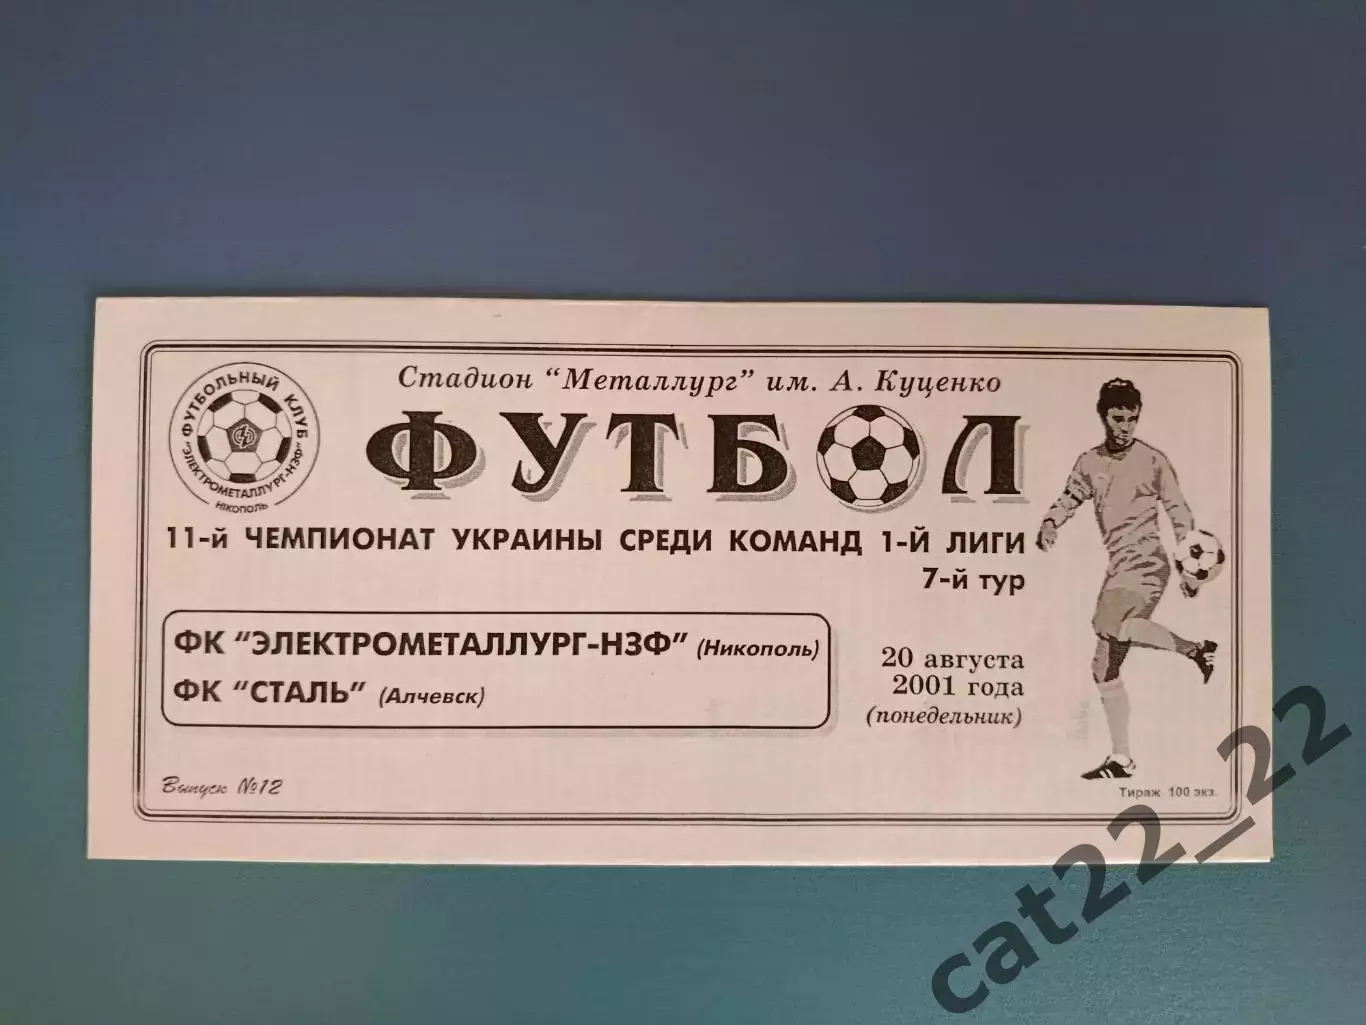 Стадион "Металлург" им. А. Куценко
ФУТБОЛЬНЫЙ КЛУБ
"ЭЛЕКТРОМЕТАЛЛУРГ-НЗФ"
НІКОПОЛЬ
ФУТБОЛ
11-й ЧЕМПИОНАТ УКРАИНЫ СРЕДИ КОМАНД 1-Й ЛИГИ
7-й тур
ФК "ЭЛЕКТРОМЕТАЛЛУРГ-НЗФ" (Никополь)
ФК "СТАЛЬ" (Алчевск)
20 августа
2001 года
(понедельник)
Выпуск №12
Тираж 100 экз.
cat22_22